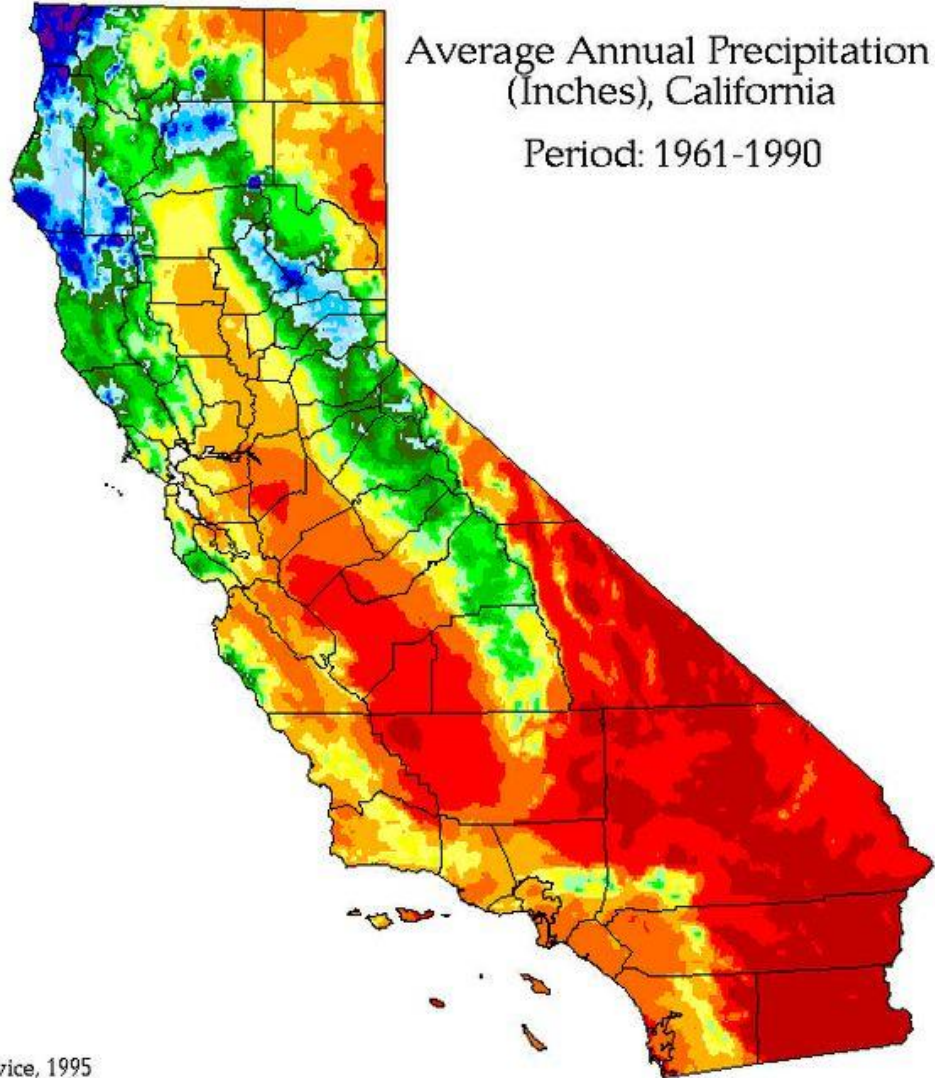 Average Annual Precipitation
(Inches), California
Period: 1961-1990
vice, 1995